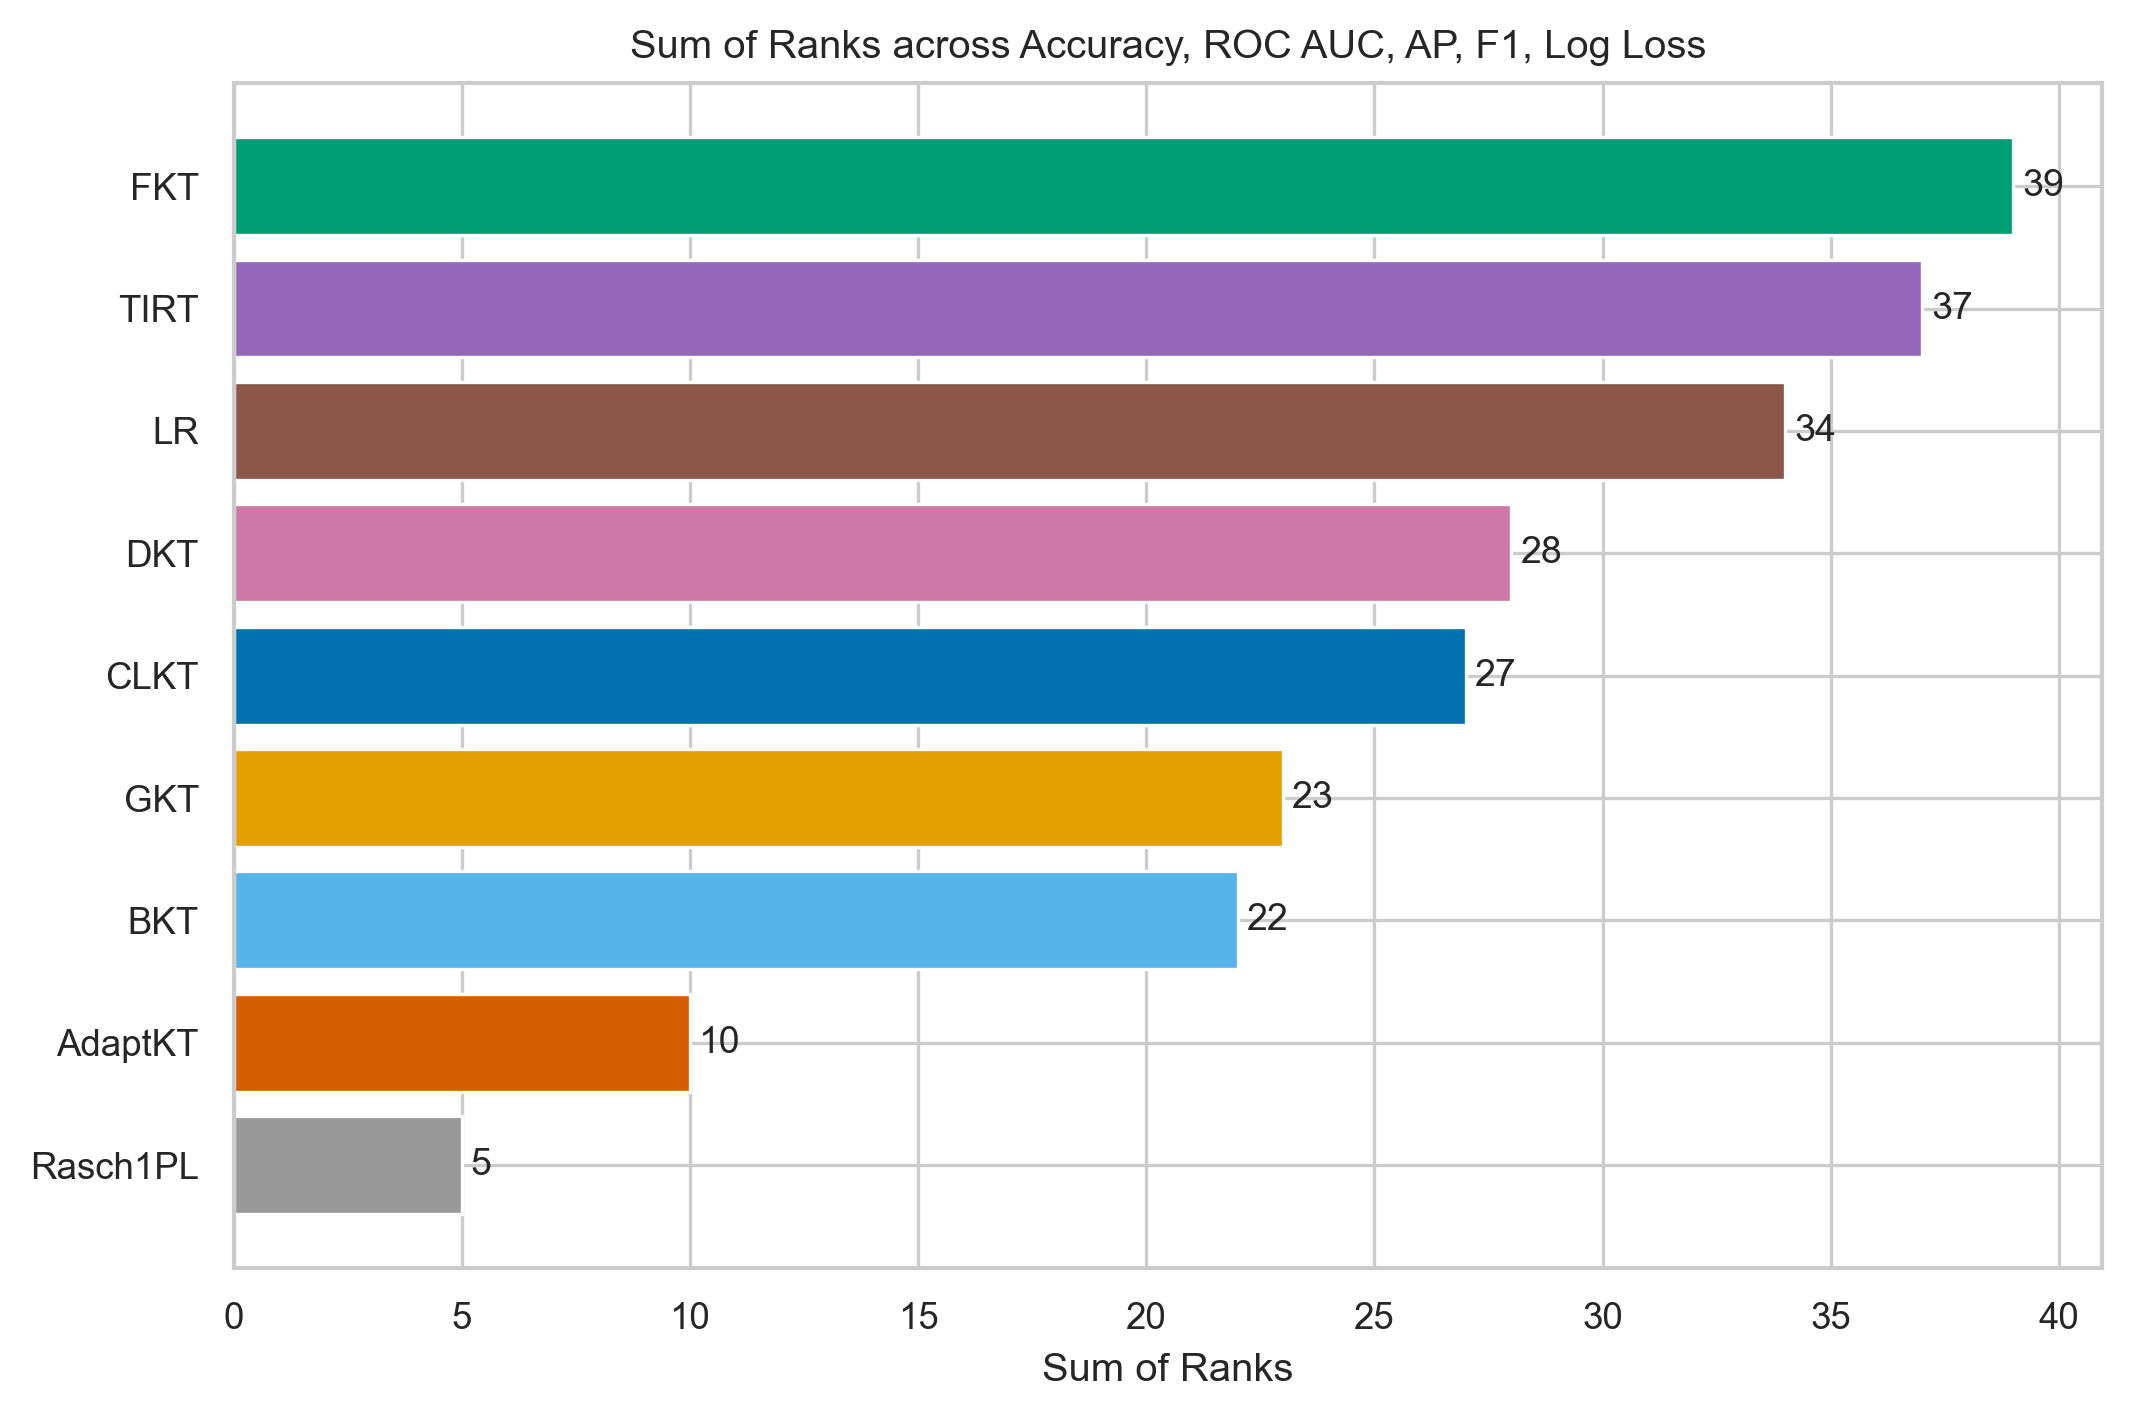 Sum of Ranks across Accuracy, ROC AUC, AP, F1, Log Loss
FKT 39
TIRT 37
LR 34
DKT 28
CLKT 27
GKT 23
BKT 22
AdaptKT 10
Rasch1PL 5
0 5 10 15 20 25 30 35 40
Sum of Ranks